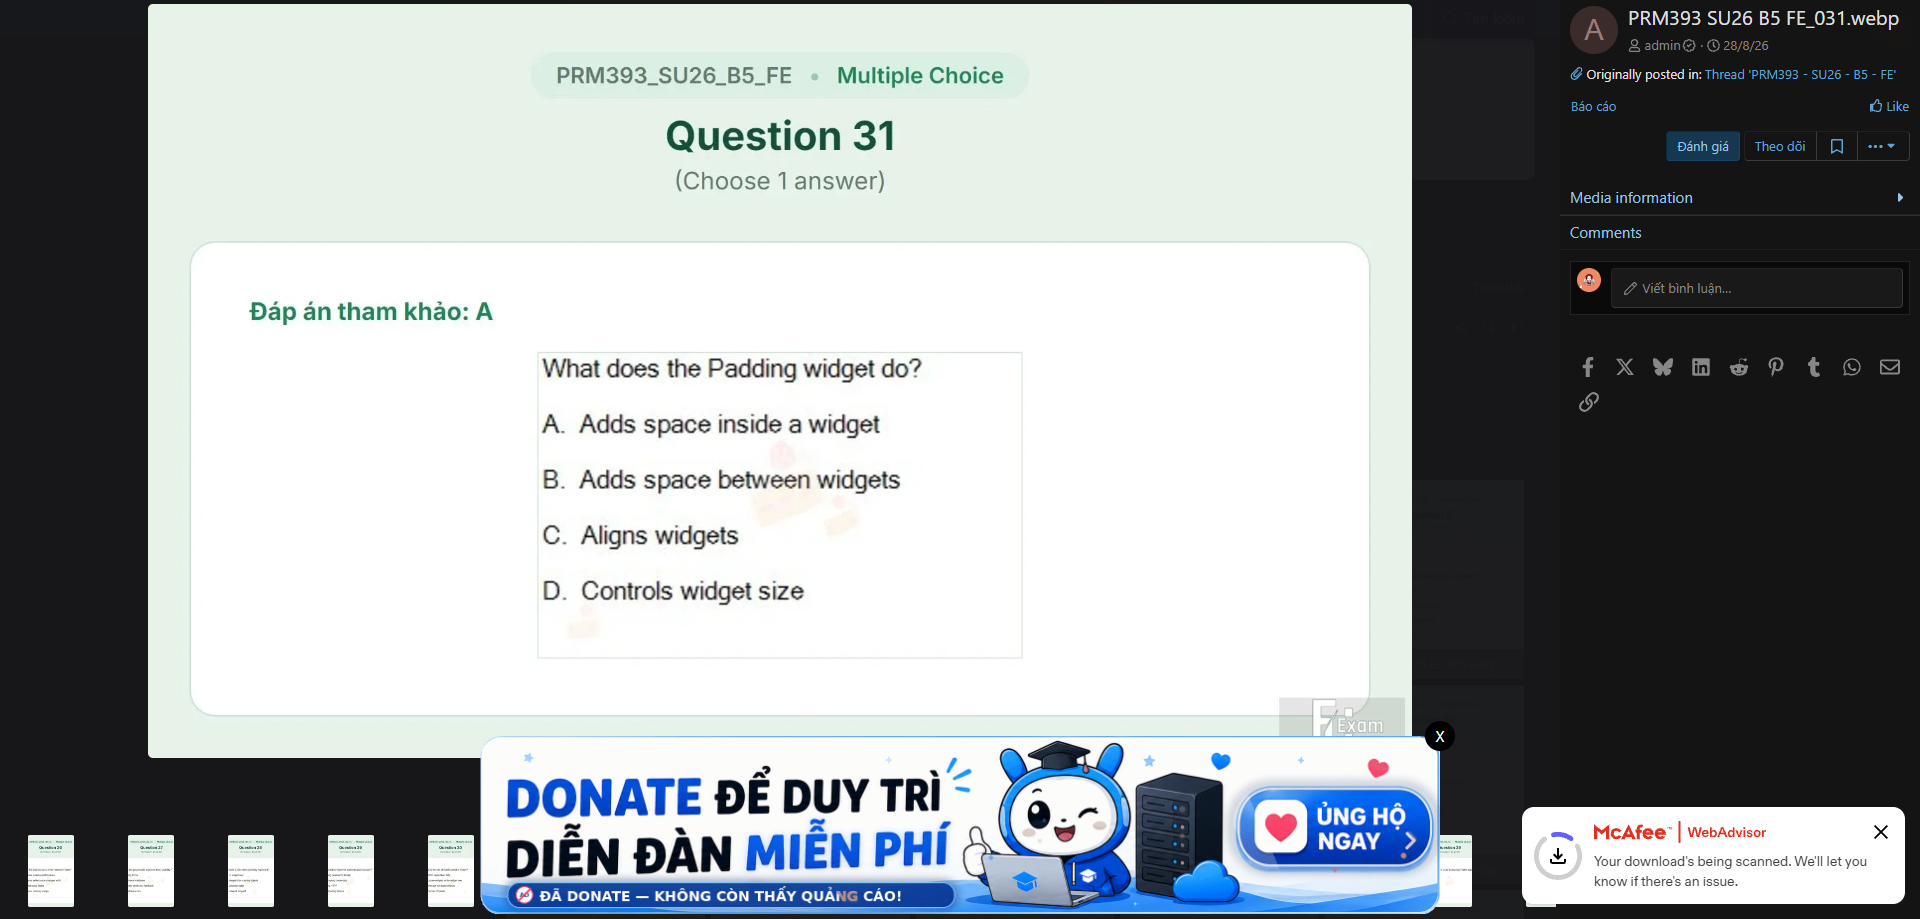 PRM393_SU26_B5_FE • Multiple Choice
Question 31
(Choose 1 answer)
Đáp án tham khảo: A
What does the Padding widget do?
A. Adds space inside a widget
B. Adds space between widgets
C. Aligns widgets
D. Controls widget size
Exam
X
DONATE ĐỂ DUY TRÌ
DIỄN ĐÀN MIỄN PHÍ
ĐÃ DONATE — KHÔNG CÒN THẤY QUẢNG CÁO!
ỦNG HỘ
NGAY
A
PRM393 SU26 B5 FE_031.webp
admin · 28/8/26
Originally posted in: Thread 'PRM393 - SU26 - B5 - FE'
Báo cáo
Like
Đánh giá
Theo dõi
Media information
Comments
Viết bình luận...
McAfee™ | WebAdvisor
Your download's being scanned. We'll let you
know if there's an issue.